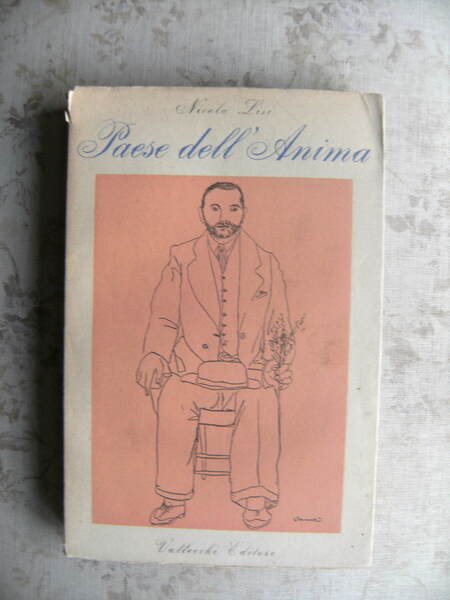 Nicola Lisi
Paese dell'Anima
Vallecchi Editore